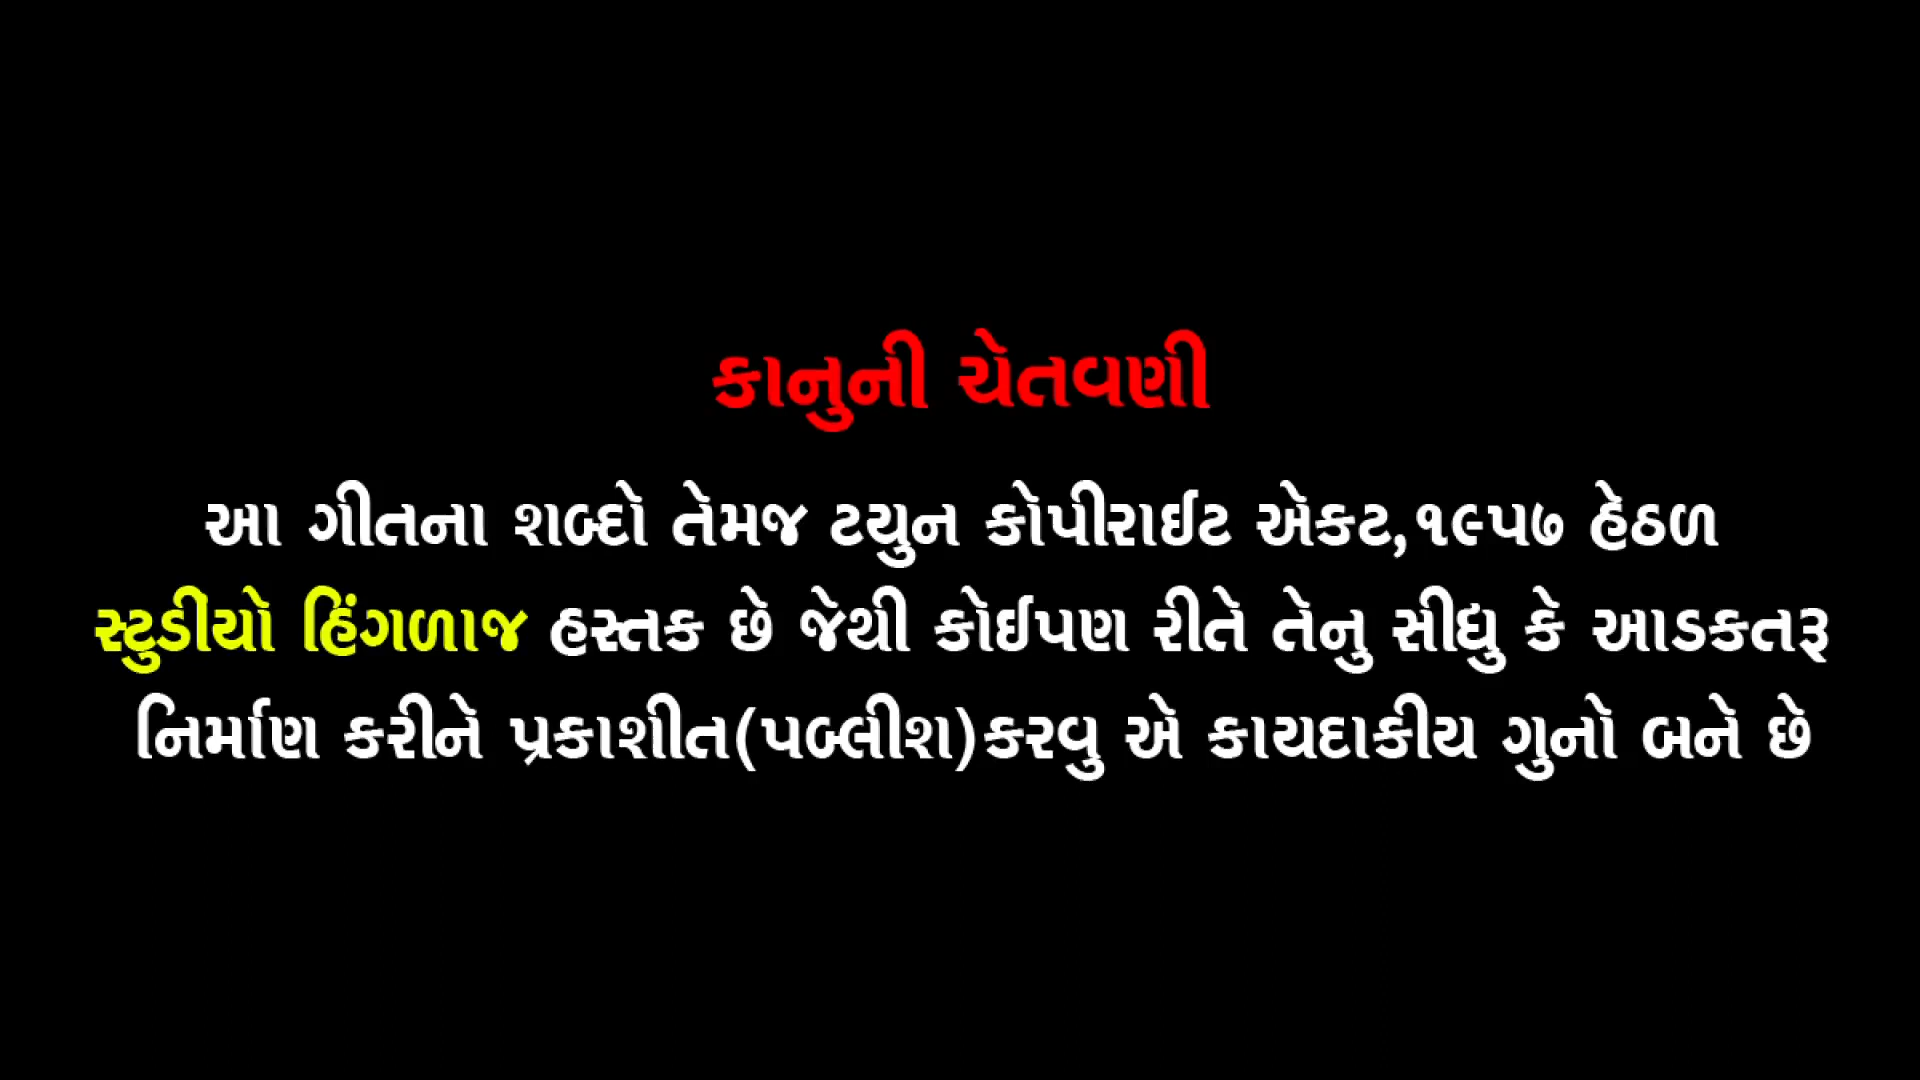 કાનુની ચેતવણી
આ ગીતના શબ્દો તેમજ ટયુન કોપીરાઈટ એકટ,૧૯૫૭ હેઠળ
સ્ટુડીયો હિંગળાજ હસ્તક છે જેથી કોઈપણ રીતે તેનુ સીધુ કે આડકતરૂ
નિર્માણ કરીને પ્રકાશીત(પબ્લીશ)કરવુ એ કાયદાકીય ગુનો બને છે